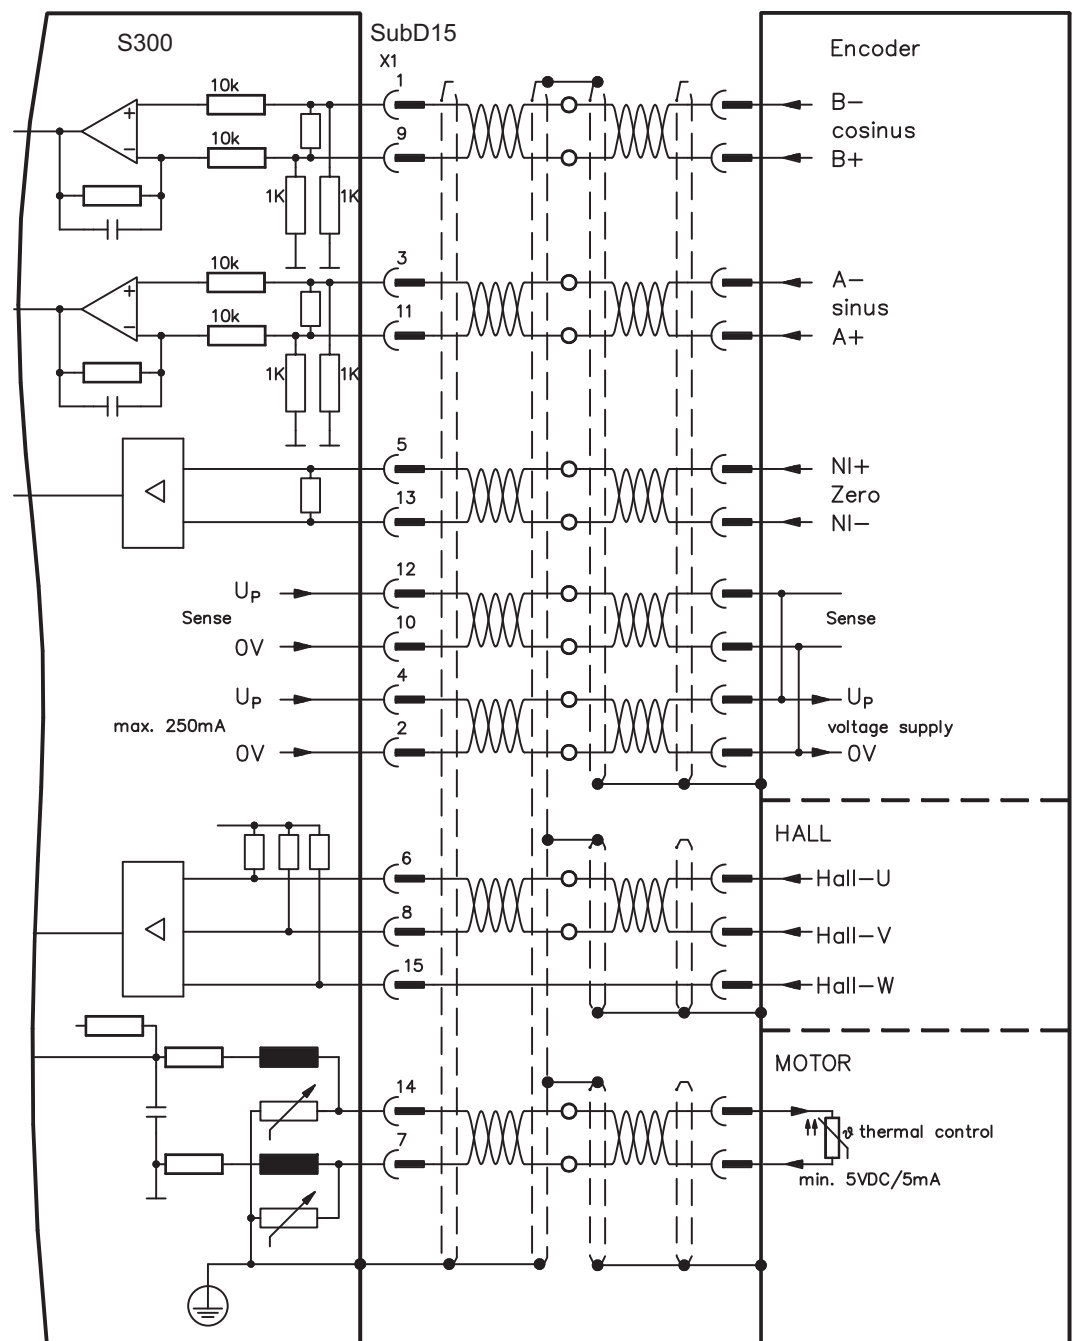 S300
SubD15
X1
Encoder
10k
1
B-
cosinus
10k
9
B+
1K
1K
10k
3
A-
sinus
10k
11
A+
1K
1K
5
NI+
Zero
13
NI-
12
UP
Sense
Sense
10
0V
4
UP
UP
max. 250mA
voltage supply
2
0V
0V
HALL
6
Hall-U
8
Hall-V
15
Hall-W
MOTOR
14
ϑ thermal control
7
min. 5VDC/5mA